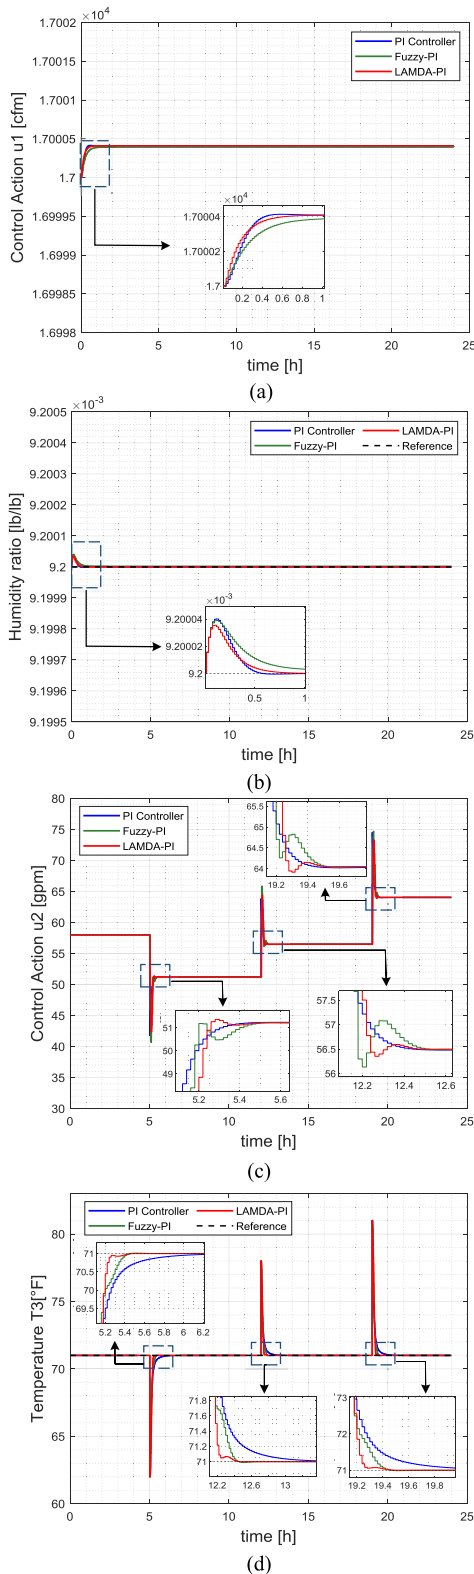 ×10⁴
1.7002
1.70015
1.7001
1.70005
1.7
1.69995
1.6999
1.69985
1.6998
Control Action u1 [cfm]
PI Controller
Fuzzy-PI
LAMDA-PI
×10⁴
1.70004
1.70002
1.7
0.2 0.4 0.6 0.8 1
0 5 10 15 20 25
time [h]
(a)
×10⁻³
9.2005
9.2004
9.2003
9.2002
9.2001
9.2
9.1999
9.1998
9.1997
9.1996
9.1995
Humidity ratio [lb/lb]
PI Controller LAMDA-PI
Fuzzy-PI Reference
×10⁻³
9.20004
9.20002
9.2
0.5 1
0 5 10 15 20 25
time [h]
(b)
80
75
70
65
60
55
50
45
40
35
30
Control Action u2 [gpm]
PI Controller
Fuzzy-PI
LAMDA-PI
65.5
65
64.5
64
19.2 19.4 19.6
51
50
49
5.2 5.4 5.6
57.5
57
56.5
56
12.2 12.4 12.6
0 5 10 15 20 25
time [h]
(c)
80
75
70
65
60
Temperature T3[°F]
PI Controller LAMDA-PI
Fuzzy-PI Reference
71
70.5
70
69.5
5.2 5.4 5.6 5.8 6 6.2
71.8
71.6
71.4
71.2
71
12.2 12.6 13
73
72
71
19.2 19.4 19.6 19.8
0 5 10 15 20 25
time [h]
(d)